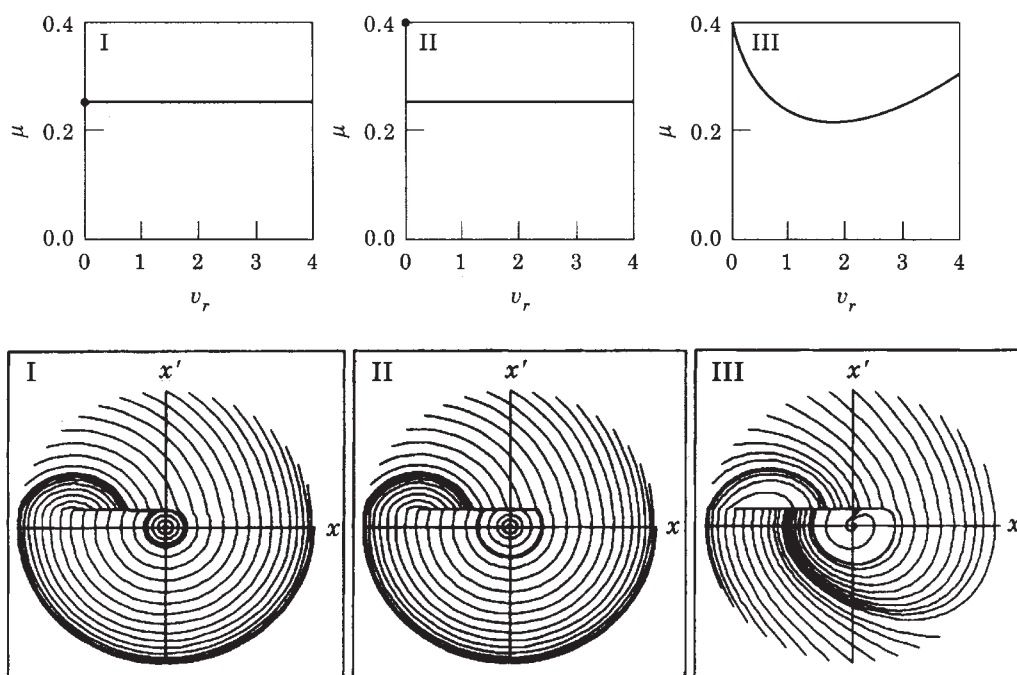 0.4 I
μ 0.2
0.0
0 1 2 3 4
v_r
0.4 II
μ 0.2
0.0
0 1 2 3 4
v_r
0.4 III
μ 0.2
0.0
0 1 2 3 4
v_r
I x′
x
II x′
x
III x′
x